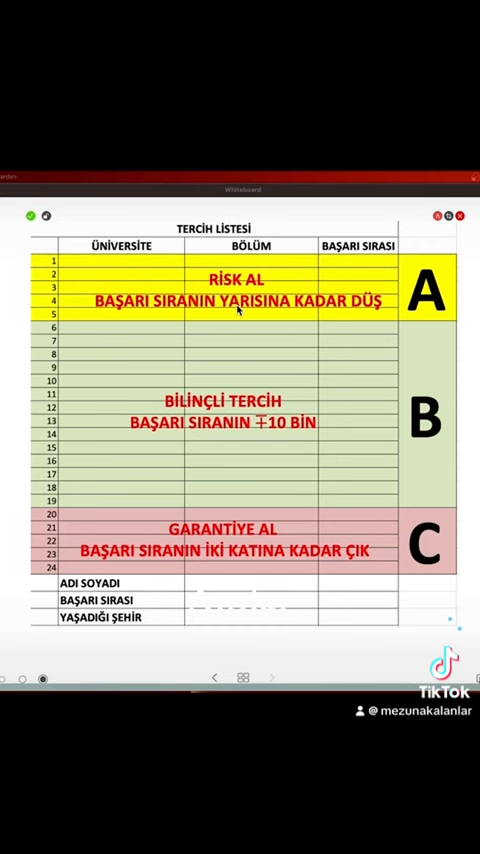 Whiteboard
TERCİH LİSTESİ
ÜNİVERSİTE BÖLÜM BAŞARI SIRASI
1
2
3
4
5
RİSK AL
BAŞARI SIRANIN YARISINA KADAR DÜŞ
A
6
7
8
9
10
11
12
13
14
15
16
17
18
19
BİLİNÇLİ TERCİH
BAŞARI SIRANIN ∓10 BİN
B
20
21
22
23
24
GARANTİYE AL
BAŞARI SIRANIN İKİ KATINA KADAR ÇIK
C
ADI SOYADI
BAŞARI SIRASI
YAŞADIĞI ŞEHİR
TikTok
@mezunakalanlar